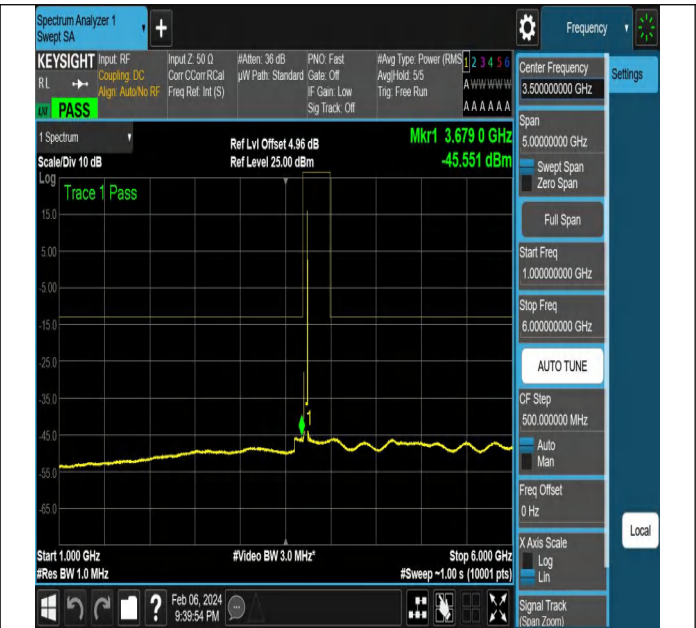 Spectrum Analyzer 1
Swept SA
Frequency
KEYSIGHT
RL
PASS
Input: RF
Coupling: DC
Align: Auto/No RF
Input Z: 50 Ω
Corr CCorr RCal
Freq Ref: Int (S)
#Atten: 36 dB
µW Path: Standard
PNO: Fast
Gate: Off
IF Gain: Low
Sig Track: Off
#Avg Type: Power (RMS
Avg|Hold: 5/5
Trig: Free Run
1 2 3 4 5 6
A W W W W W
A A A A A A
1 Spectrum
Scale/Div 10 dB
Ref Lvl Offset 4.96 dB
Ref Level 25.00 dBm
Mkr1 3.679 0 GHz
-45.551 dBm
Log
Trace 1 Pass
15.0
5.00
-5.00
-15.0
-25.0
-35.0
-45.0
-55.0
-65.0
1
Start 1.000 GHz
#Res BW 1.0 MHz
#Video BW 3.0 MHz*
Stop 6.000 GHz
#Sweep ~1.00 s (10001 pts)
Feb 06, 2024
9:39:54 PM
?
Center Frequency
3.500000000 GHz
Settings
Span
5.00000000 GHz
Swept Span
Zero Span
Full Span
Start Freq
1.000000000 GHz
Stop Freq
6.000000000 GHz
AUTO TUNE
CF Step
500.000000 MHz
Auto
Man
Freq Offset
0 Hz
X Axis Scale
Log
Lin
Local
Signal Track
(Span Zoom)